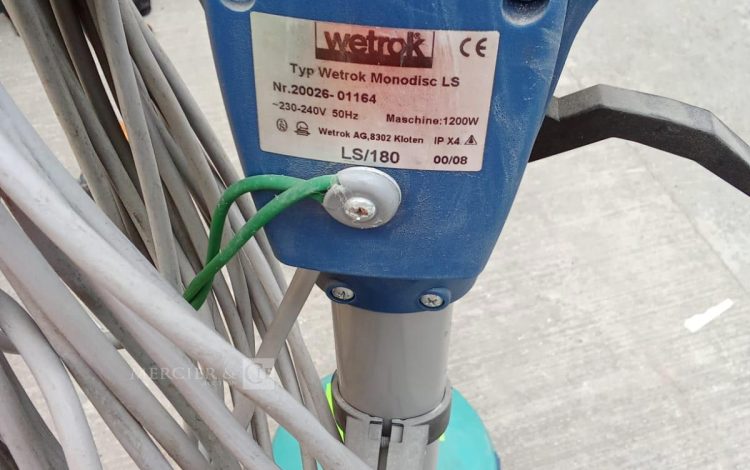 wetrok CE
Typ Wetrok Monodisc LS
Nr.20026-01164
~230-240V 50Hz Maschine:1200W
Wetrok AG,8302 Kloten IP X4
LS/180 00/08
MERCIER & CIE